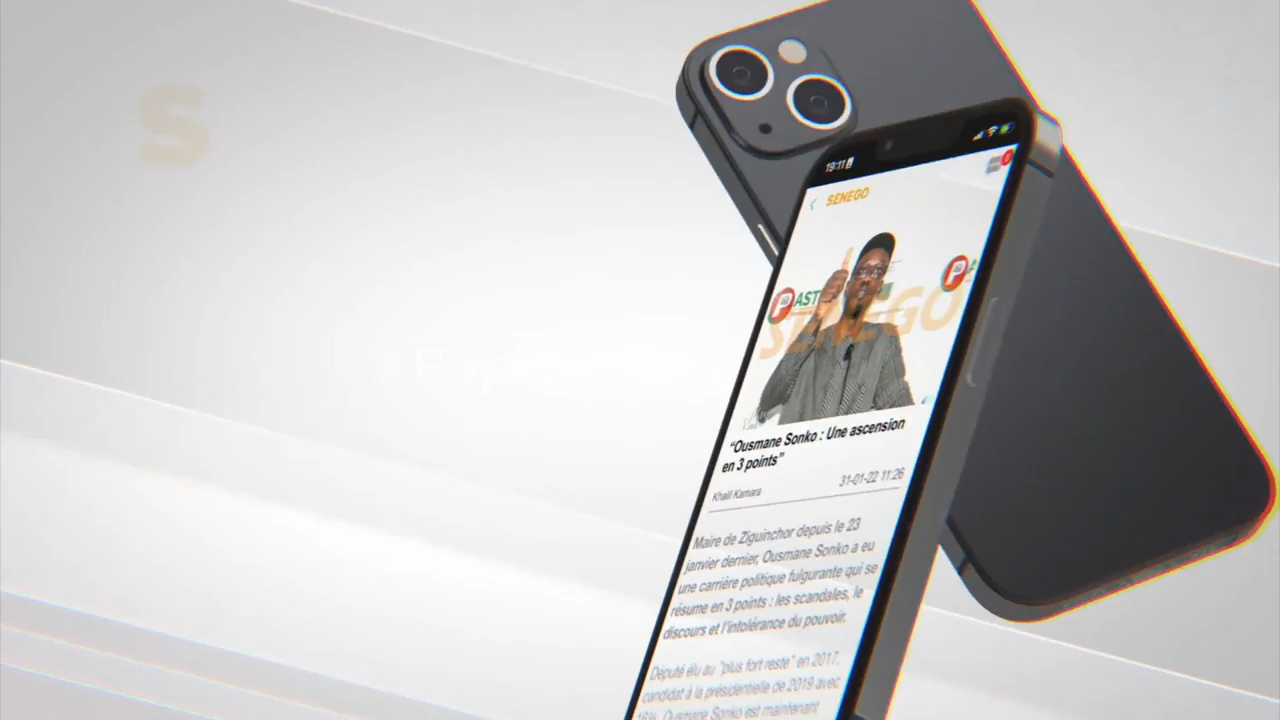 S
19:11
SENEGO
PAST
SENEGO
P
“Ousmane Sonko : Une ascension
en 3 points”
Khalil Kamara
31-01-22 11:26
Maire de Ziguinchor depuis le 23
janvier dernier, Ousmane Sonko a eu
une carrière politique fulgurante qui se
résume en 3 points : les scandales, le
discours et l'intolérance du pouvoir.
Député élu au "plus fort reste" en 2017,
candidat à la présidentielle de 2019 avec
16%, Ousmane Sonko est maintenant